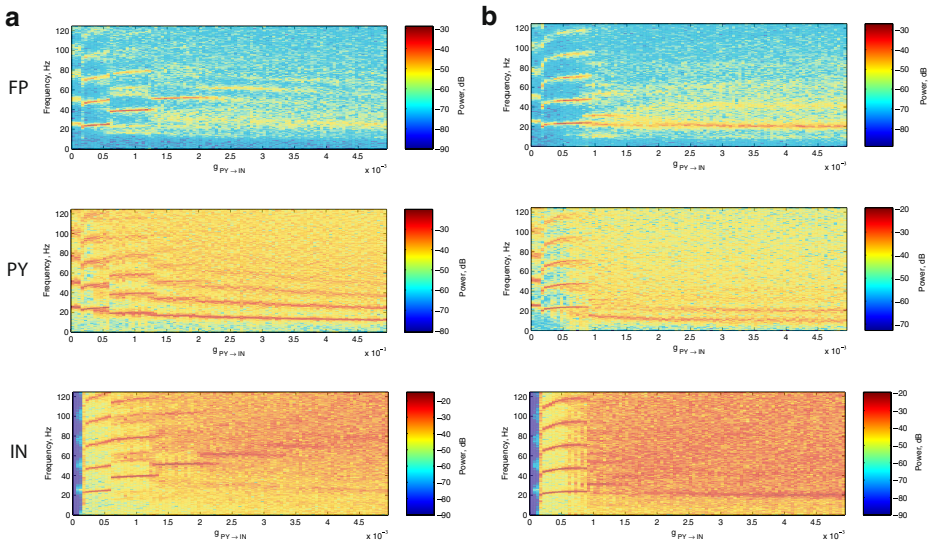 a
b
FP
Frequency, Hz
120
100
80
60
40
20
0
0 0.5 1 1.5 2 2.5 3 3.5 4 4.5
x 10⁻³
g PY → IN
−30
−40
−50
−60
−70
−80
−90
Power, dB
Frequency, Hz
120
100
80
60
40
20
0
0 0.5 1 1.5 2 2.5 3 3.5 4 4.5
x 10⁻³
g PY → IN
−30
−40
−50
−60
−70
−80
Power, dB
PY
Frequency, Hz
120
100
80
60
40
20
0
0 0.5 1 1.5 2 2.5 3 3.5 4 4.5
x 10⁻³
g PY → IN
−20
−30
−40
−50
−60
−70
−80
Power, dB
Frequency, Hz
120
100
80
60
40
20
0
0 0.5 1 1.5 2 2.5 3 3.5 4 4.5
x 10⁻³
g PY → IN
−20
−30
−40
−50
−60
−70
Power, dB
IN
Frequency, Hz
120
100
80
60
40
20
0
0 0.5 1 1.5 2 2.5 3 3.5 4 4.5
x 10⁻³
g PY → IN
−20
−30
−40
−50
−60
−70
−80
−90
Power, dB
Frequency, Hz
120
100
80
60
40
20
0
0 0.5 1 1.5 2 2.5 3 3.5 4 4.5
x 10⁻³
g PY → IN
−20
−30
−40
−50
−60
−70
−80
−90
Power, dB